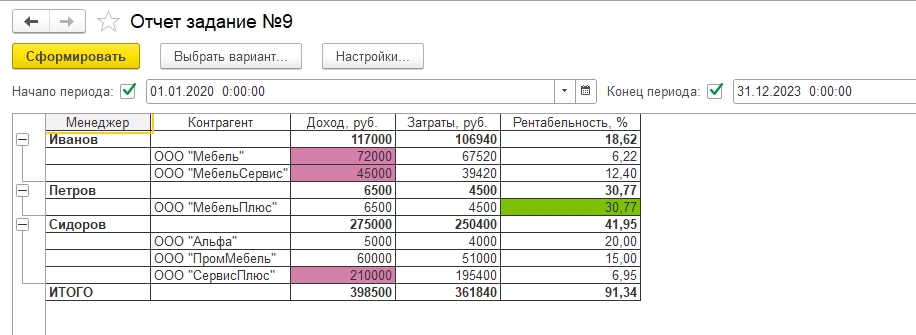 Отчет задание №9
Сформировать Выбрать вариант... Настройки...
Начало периода: 01.01.2020 0:00:00 Конец периода: 31.12.2023 0:00:00
Менеджер Контрагент Доход, руб. Затраты, руб. Рентабельность, %
Иванов 117000 106940 18,62
ООО "Мебель" 72000 67520 6,22
ООО "МебельСервис" 45000 39420 12,40
Петров 6500 4500 30,77
ООО "МебельПлюс" 6500 4500 30,77
Сидоров 275000 250400 41,95
ООО "Альфа" 5000 4000 20,00
ООО "ПромМебель" 60000 51000 15,00
ООО "СервисПлюс" 210000 195400 6,95
ИТОГО 398500 361840 91,34